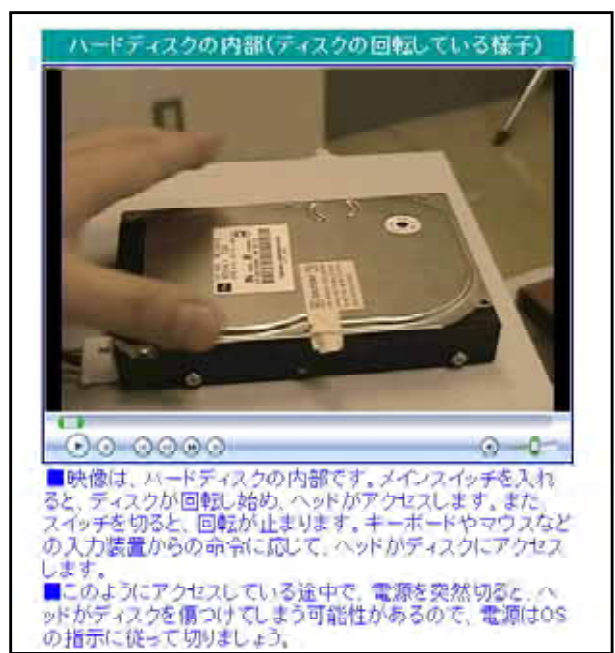 ハードディスクの内部(ディスクの回転している様子)
■映像は、ハードディスクの内部です。メインスイッチを入れ
ると、ディスクが回転し始め、ヘッドがアクセスします。また、
スイッチを切ると、回転が止まります。キーボードやマウスなど
の入力装置からの命令に応じて、ヘッドがディスクにアクセス
します。
■このようにアクセスしている途中で、電源を突然切ると、ヘ
ッドがディスクを傷つけてしまう可能性があるので、電源はOS
の指示に従って切りましょう。